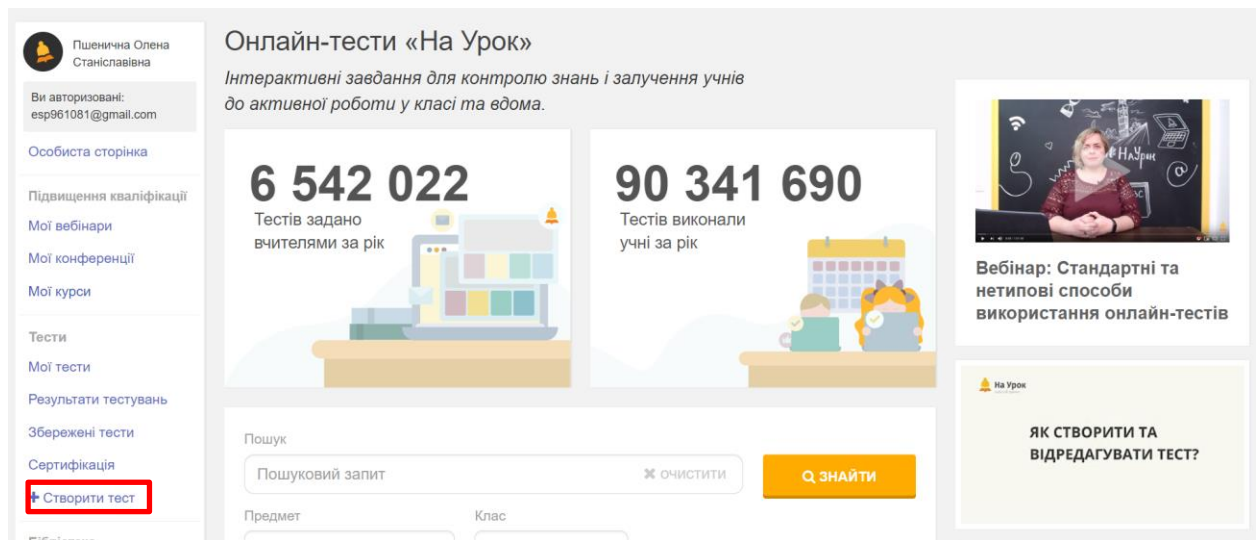 Пшенична Олена
Станіславівна
Ви авторизовані:
esp961081@gmail.com
Особиста сторінка
Підвищення кваліфікації
Мої вебінари
Мої конференції
Мої курси
Тести
Мої тести
Результати тестувань
Збережені тести
Сертифікація
+ Створити тест
Онлайн-тести «На Урок»
Інтерактивні завдання для контролю знань і залучення учнів
до активної роботи у класі та вдома.
6 542 022
Тестів задано
вчителями за рік
90 341 690
Тестів виконали
учні за рік
Пошук
Пошуковий запит
✖ ОЧИСТИТИ
ЗНАЙТИ
Предмет
Клас
НаУрок
Вебінар: Стандартні та
нетипові способи
використання онлайн-тестів
На Урок
ЯК СТВОРИТИ ТА
ВІДРЕДАГУВАТИ ТЕСТ?